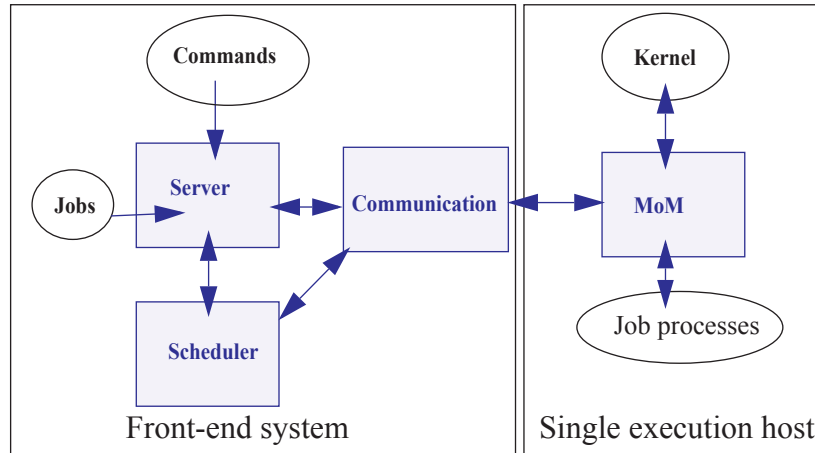 Commands
Kernel
Server
Jobs
Communication
MoM
Scheduler
Job processes
Front-end system
Single execution host